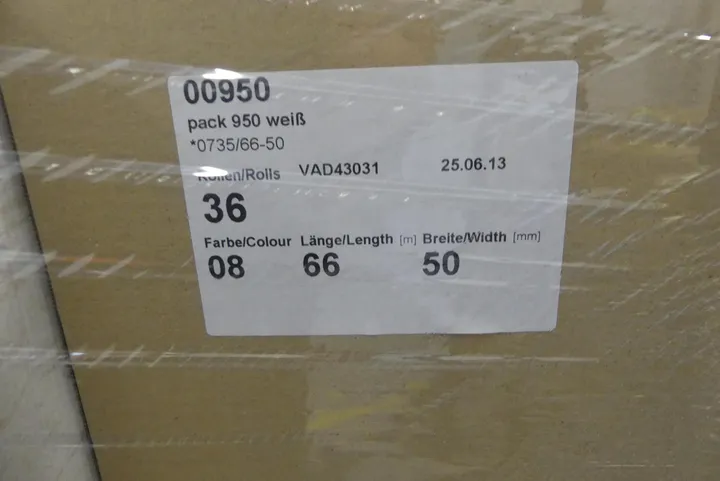 00950
pack 950 weiß
*0735/66-50
Rollen/Rolls VAD43031 25.06.13
36
Farbe/Colour Länge/Length [m] Breite/Width [mm]
08 66 50